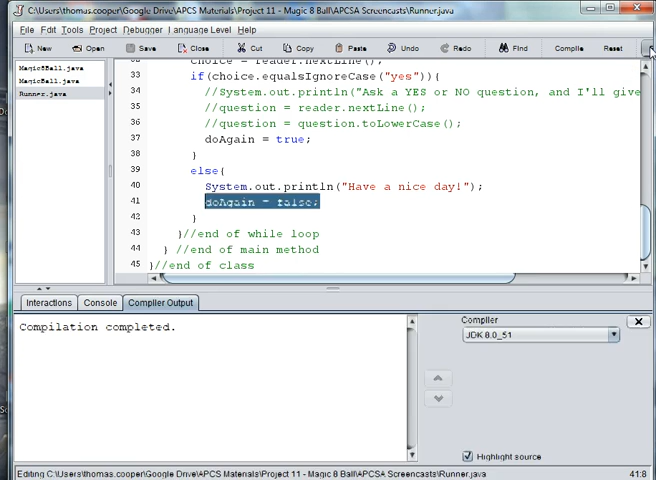 C:\Users\thomas.cooper\Google Drive\APCS Materials\Project 11 - Magic 8 Ball\APCSA Screencasts\Runner.java
File Edit Tools Project Debugger Language Level Help
New Open Save Close Cut Copy Paste Undo Redo Find Compile Reset
Magic8Ball.java
Magic8Ball.java
Runner.java
choice = reader.nextLine();
33 if(choice.equalsIgnoreCase("yes")){
34 //System.out.println("Ask a YES or NO question, and I'll give
35 //question = reader.nextLine();
36 //question = question.toLowerCase();
37 doAgain = true;
38 }
39 else{
40 System.out.println("Have a nice day!");
41 doAgain = false;
42 }
43 }//end of while loop
44 } //end of main method
45 }//end of class
Interactions Console Compiler Output
Compilation completed.
Compiler
JDK 8.0_51
Highlight source
Editing C:\Users\thomas.cooper\Google Drive\APCS Materials\Project 11 - Magic 8 Ball\APCSA Screencasts\Runner.java 41:8